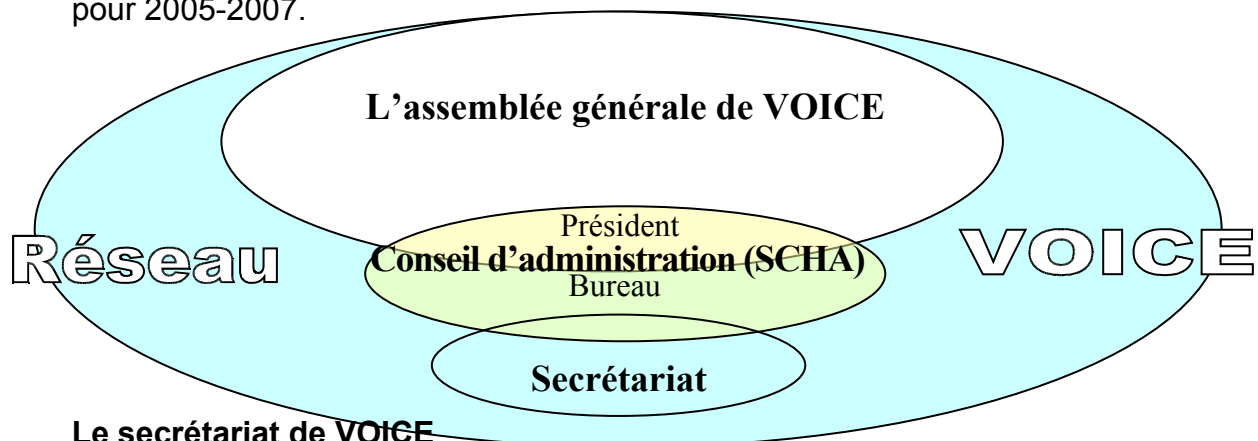 pour 2005-2007.
L'assemblée générale de VOICE
Président
Réseau
Conseil d'administration (SCHA)
VOICE
Bureau
Secrétariat
Le secrétariat de VOICE